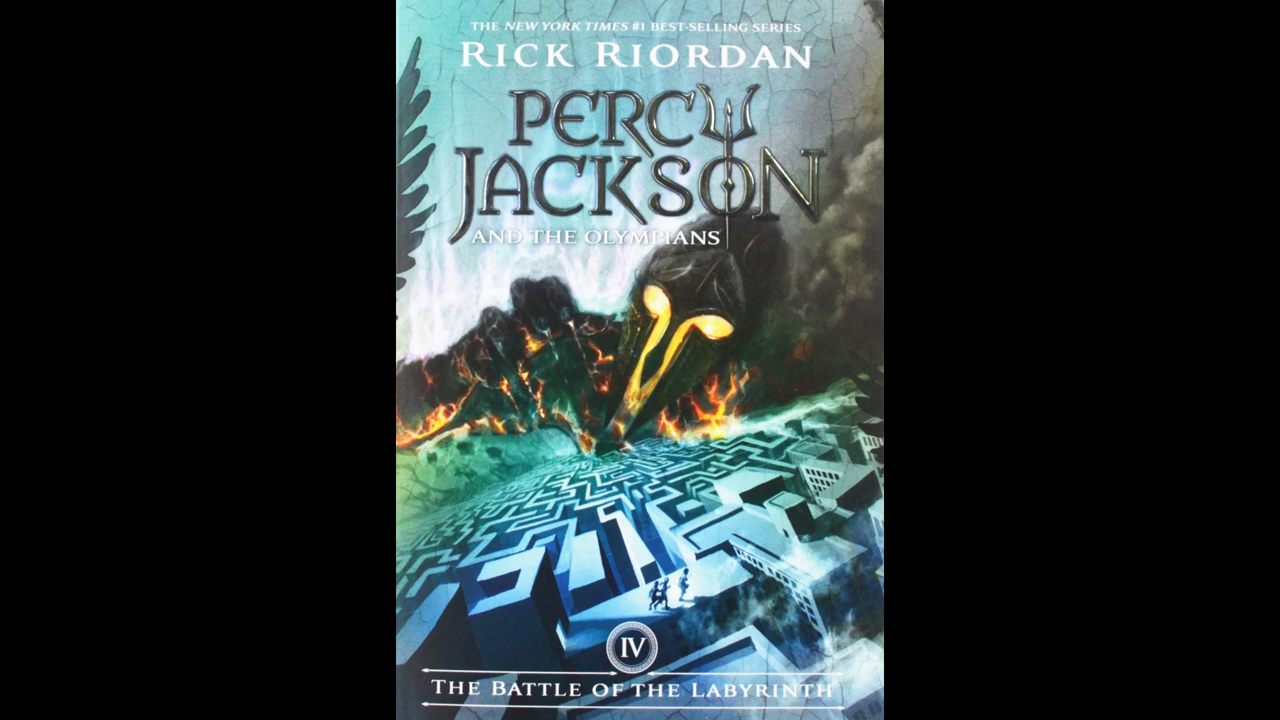 THE NEW YORK TIMES #1 BEST-SELLING SERIES
RICK RIORDAN
PERCY
JACKSON
AND THE OLYMPIANS
IV
THE BATTLE OF THE LABYRINTH